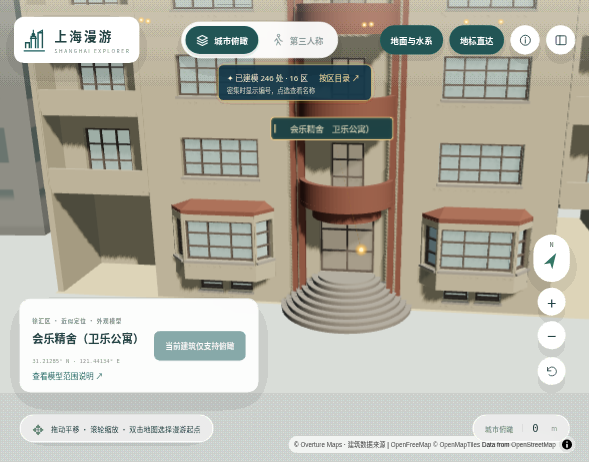 上海漫游
SHANGHAI EXPLORER
城市俯瞰
第三人称
地面与水系
地标直达
✦ 已建模 246 处 · 16 区 按区目录 ↗
密集时显示编号，点选查看名称
会乐精舍 卫乐公寓）
N
徐汇区 · 近似定位 · 外观模型
会乐精舍（卫乐公寓）
当前建筑仅支持俯瞰
31.21285° N · 121.44134° E
查看模型范围说明 ↗
拖动平移 · 滚轮缩放 · 双击地图选择漫游起点
城市俯瞰 0 m
© Overture Maps · 建筑数据来源 | OpenFreeMap © OpenMapTiles Data from OpenStreetMap